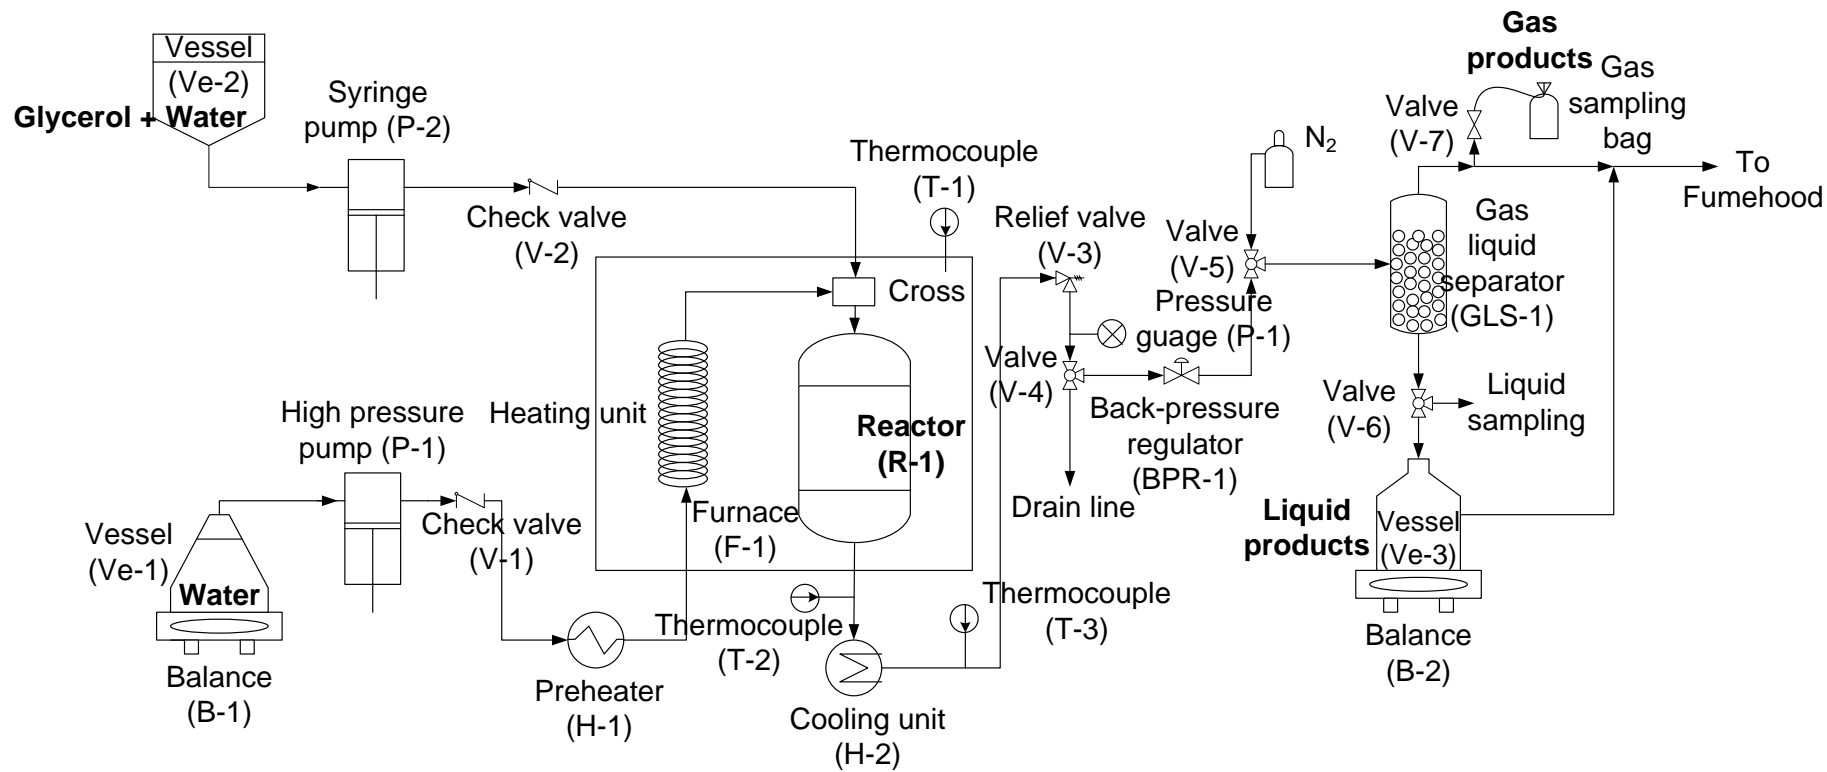 Vessel
(Ve-2)
Glycerol + Water
Syringe
pump (P-2)
Check valve
(V-2)
Thermocouple
(T-1)
Relief valve
(V-3)
N2
Valve
(V-5)
Gas
products
Gas
sampling
bag
Valve
(V-7)
To
Fumehood
Gas
liquid
separator
(GLS-1)
Cross
Pressure
guage (P-1)
Valve
(V-4)
Back-pressure
regulator
(BPR-1)
Drain line
Valve
(V-6)
Liquid
sampling
Heating unit
Reactor
(R-1)
Furnace
(F-1)
High pressure
pump (P-1)
Check valve
(V-1)
Vessel
(Ve-1)
Water
Balance
(B-1)
Preheater
(H-1)
Thermocouple
(T-2)
Cooling unit
(H-2)
Thermocouple
(T-3)
Liquid
products
Vessel
(Ve-3)
Balance
(B-2)